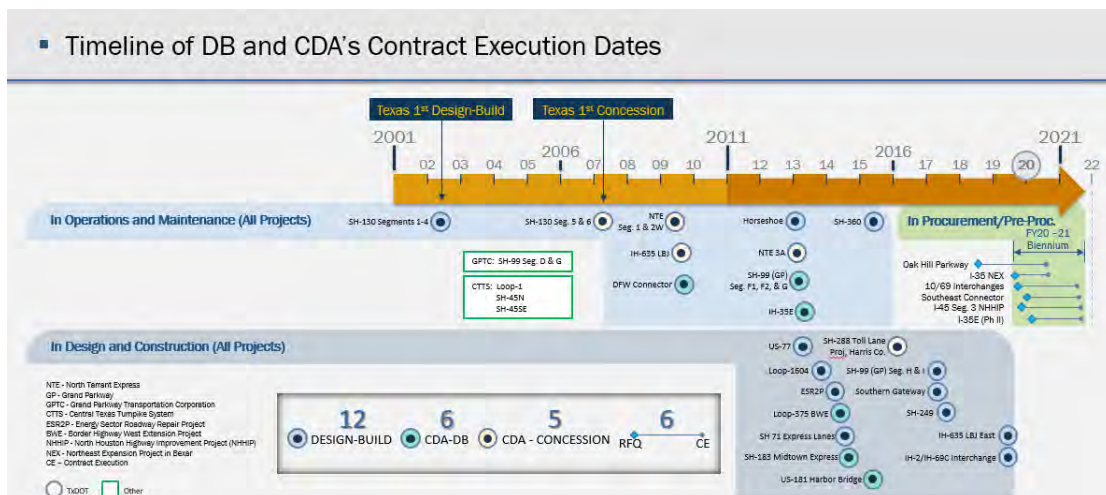 Timeline of DB and CDA's Contract Execution Dates
Texas 1st Design-Build
Texas 1st Concession
2001
2011
2021
2006
2016
02 03 04 05 07 08 09 10 12 13 14 15 17 18 19 20 22
In Operations and Maintenance (All Projects)
SH-130 Segments 1-4
SH-130 Seg. 5 & 6
NTE
Seg. 1 & 2W
Horseshoe
SH-360
In Procurement/Pre-Proc.
FY20 -21
Biennium
GPTC: SH-99 Seg. D & G
CTTS: Loop-1
SH-45N
SH-45SE
IH-635 LBJ
DFW Connector
NTE 3A
SH-99 (GP)
Seg. F1, F2, & G
IH-35E
Oak Hill Parkway
I-35 NEX
10/69 Interchanges
Southeast Connector
I-45 Seg. 3 NHHIP
I-35E (Ph II)
In Design and Construction (All Projects)
US-77
SH-288 Toll Lane
Proj, Harris Co.
Loop-1604
SH-99 (GP) Seg. H & I
ESR2P
Southern Gateway
Loop-375 BWE
SH-249
SH 71 Express Lanes
IH-635 LBJ East
SH-183 Midtown Express
IH-2/IH-69C Interchange
US-181 Harbor Bridge
NTE - North Tarrant Express
GP - Grand Parkway
GPTC - Grand Parkway Transportation Corporation
CTTS - Central Texas Turnpike System
ESR2P - Energy Sector Roadway Repair Project
BWE - Border Highway West Extension Project
NHHIP - North Houston Highway Improvement Project (NHHIP)
NEX - Northeast Expansion Project in Bexar
CE – Contract Execution
12 6 5 6
DESIGN-BUILD CDA-DB CDA - CONCESSION RFQ CE
TxDOT Other